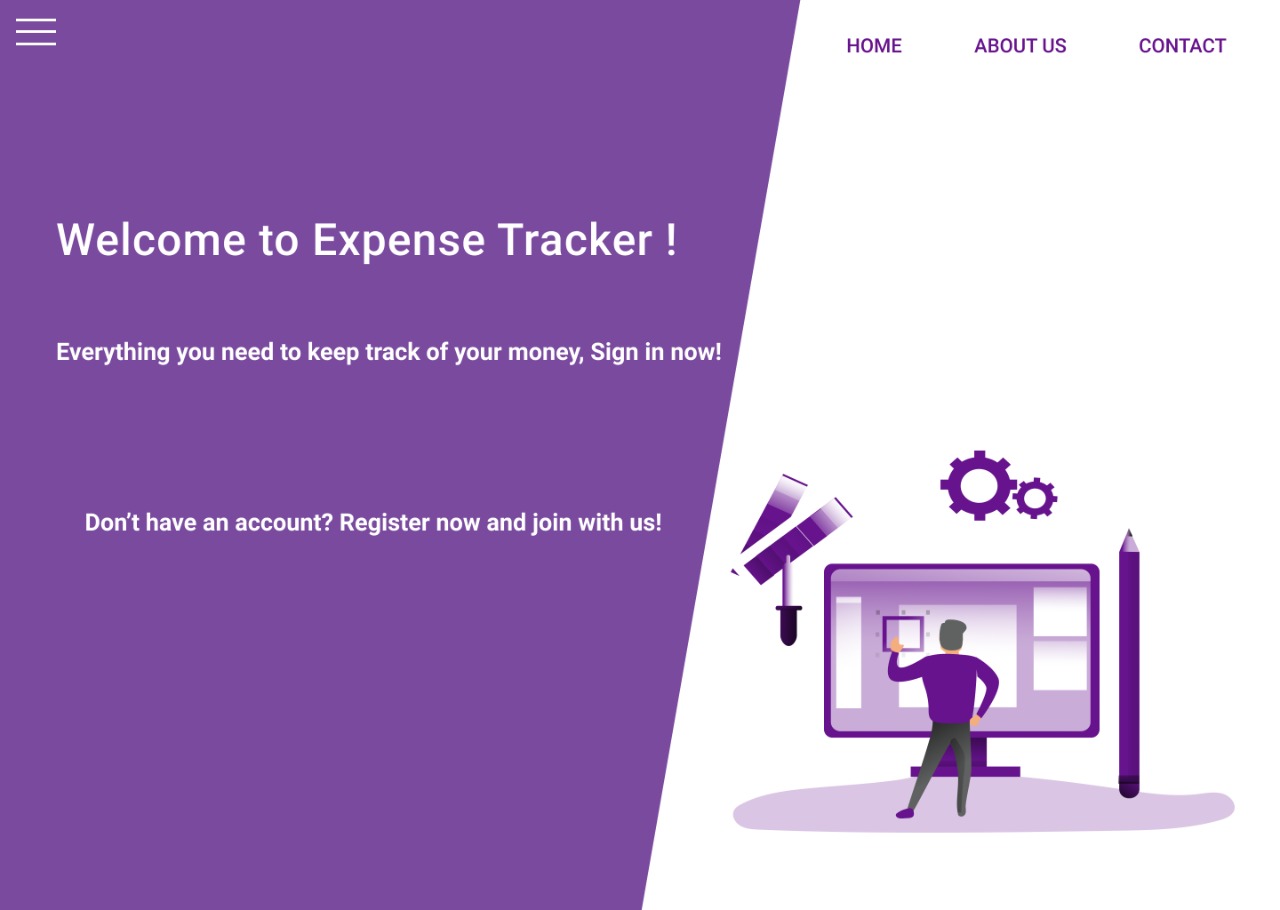 HOME ABOUT US CONTACT
Welcome to Expense Tracker !
Everything you need to keep track of your money, Sign in now!
Don’t have an account? Register now and join with us!